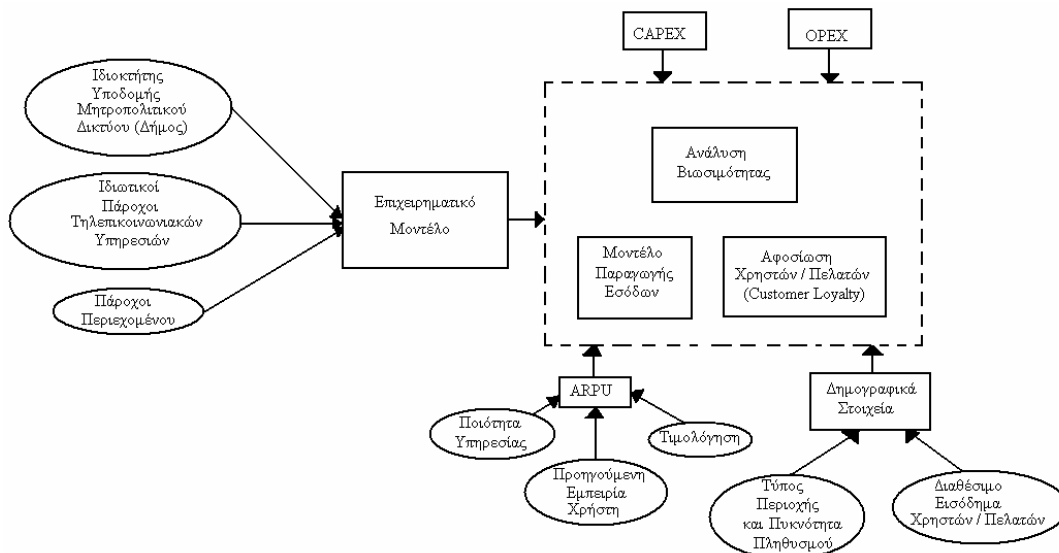 CAPEX
OPEX
Ιδιοκτήτης
Υποδομής
Μητροπολιτικού
Δικτύου (Δήμος)
Ιδιωτικοί
Πάροχοι
Τηλεπικοινωνιακών
Υπηρεσιών
Πάροχοι
Περιεχομένου
Επιχειρηματικό
Μοντέλο
Ανάλυση
Βιωσιμότητας
Μοντέλο
Παραγωγής
Εσόδων
Αφοσίωση
Χρηστών / Πελατών
(Customer Loyalty)
ARPU
Ποιότητα
Υπηρεσίας
Προηγούμενη
Εμπειρία
Χρήστη
Τιμολόγηση
Δημογραφικά
Στοιχεία
Τύπος
Περιοχής
και Πυκνότητα
Πληθυσμού
Διαθέσιμο
Εισόδημα
Χρηστών / Πελατών